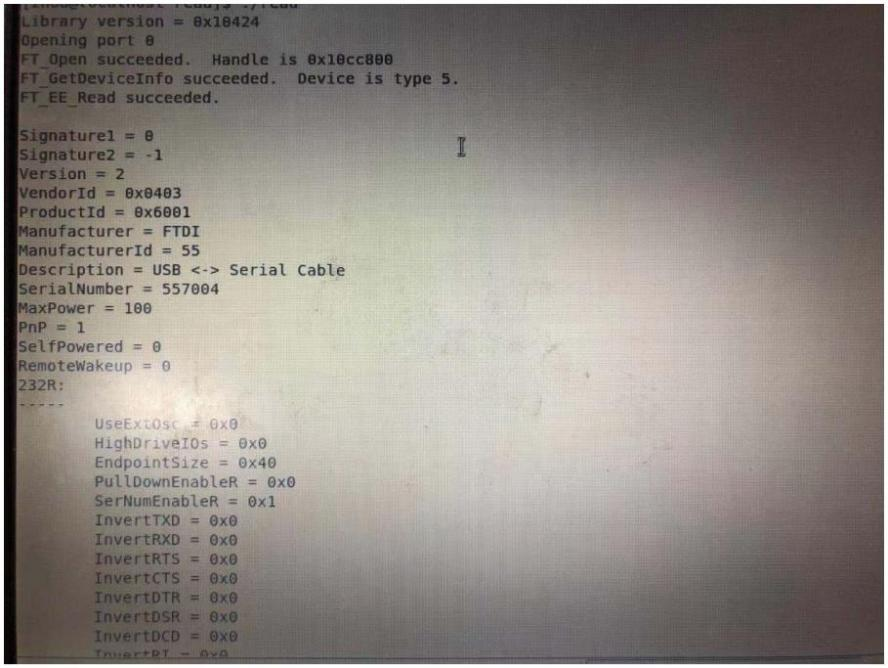 Library version = 0x10424
Opening port 0
FT_Open succeeded.  Handle is 0x10cc800
FT_GetDeviceInfo succeeded.  Device is type 5.
FT_EE_Read succeeded.
Signature1 = 0
Signature2 = -1
Version = 2
VendorId = 0x0403
ProductId = 0x6001
Manufacturer = FTDI
ManufacturerId = 55
Description = USB <-> Serial Cable
SerialNumber = 557004
MaxPower = 100
PnP = 1
SelfPowered = 0
RemoteWakeup = 0
232R:
-----
UseExtOsc = 0x0
HighDriveIOs = 0x0
EndpointSize = 0x40
PullDownEnableR = 0x0
SerNumEnableR = 0x1
InvertTXD = 0x0
InvertRXD = 0x0
InvertRTS = 0x0
InvertCTS = 0x0
InvertDTR = 0x0
InvertDSR = 0x0
InvertDCD = 0x0
InvertRI = 0x0